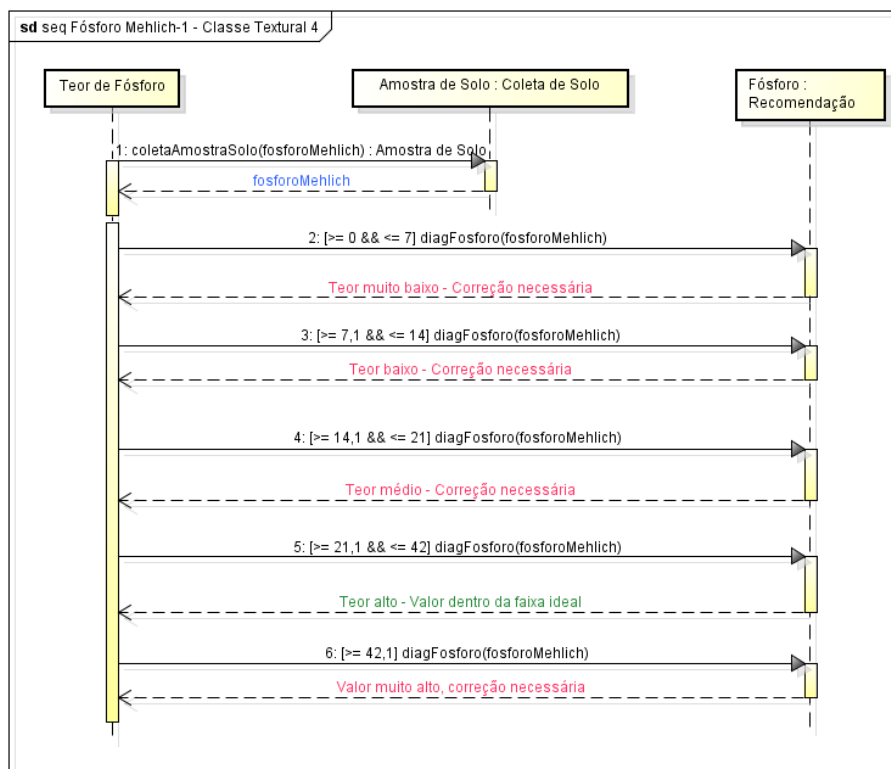 sd seq Fósforo Mehlich-1 - Classe Textural 4
Teor de Fósforo
Amostra de Solo : Coleta de Solo
Fósforo :
Recomendação
1: coletaAmostraSolo(fosforoMehlich) : Amostra de Solo
fosforoMehlich
2: [>= 0 && <= 7] diagFosforo(fosforoMehlich)
Teor muito baixo - Correção necessária
3: [>= 7,1 && <= 14] diagFosforo(fosforoMehlich)
Teor baixo - Correção necessária
4: [>= 14,1 && <= 21] diagFosforo(fosforoMehlich)
Teor médio - Correção necessária
5: [>= 21,1 && <= 42] diagFosforo(fosforoMehlich)
Teor alto - Valor dentro da faixa ideal
6: [>= 42,1] diagFosforo(fosforoMehlich)
Valor muito alto, correção necessária